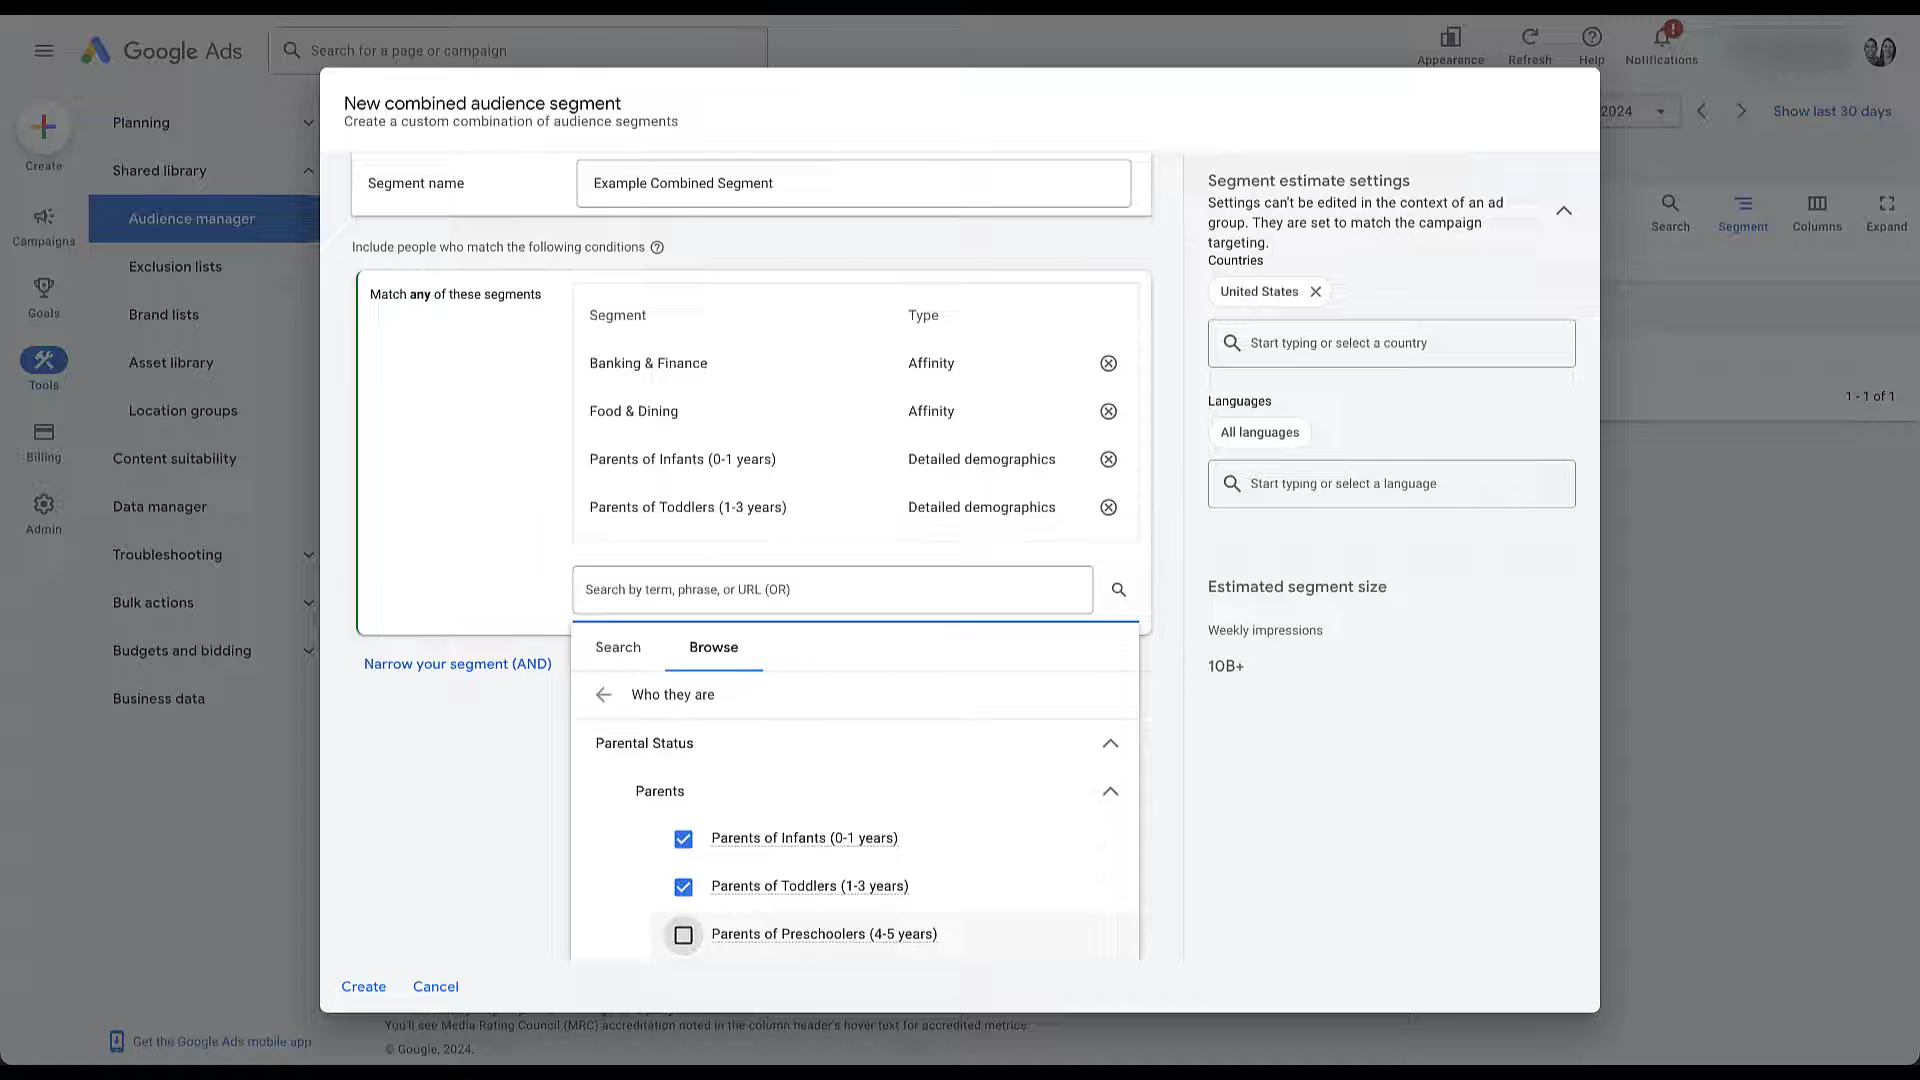 Google Ads
Search for a page or campaign
Appearance
Refresh
Help
!
Notifications
Create
Campaigns
Goals
Tools
Billing
Admin
Planning
Shared library
Audience manager
Exclusion lists
Brand lists
Asset library
Location groups
Content suitability
Data manager
Troubleshooting
Bulk actions
Budgets and bidding
Business data
Get the Google Ads mobile app
New combined audience segment
Create a custom combination of audience segments
Segment name
Example Combined Segment
Include people who match the following conditions
Match any of these segments
Segment Type
Banking & Finance Affinity
Food & Dining Affinity
Parents of Infants (0-1 years) Detailed demographics
Parents of Toddlers (1-3 years) Detailed demographics
Search by term, phrase, or URL (OR)
Search Browse
Narrow your segment (AND)
Who they are
Parental Status
Parents
Parents of Infants (0-1 years)
Parents of Toddlers (1-3 years)
Parents of Preschoolers (4-5 years)
Create Cancel
Segment estimate settings
Settings can't be edited in the context of an ad
group. They are set to match the campaign
targeting.
Countries
United States
Start typing or select a country
Languages
All languages
Start typing or select a language
Estimated segment size
Weekly impressions
10B+
2024
Show last 30 days
Search
Segment
Columns
Expand
1 - 1 of 1
You'll see Media Rating Council (MRC) accreditation noted in the column header's hover text for accredited metrics.
© Google, 2024.